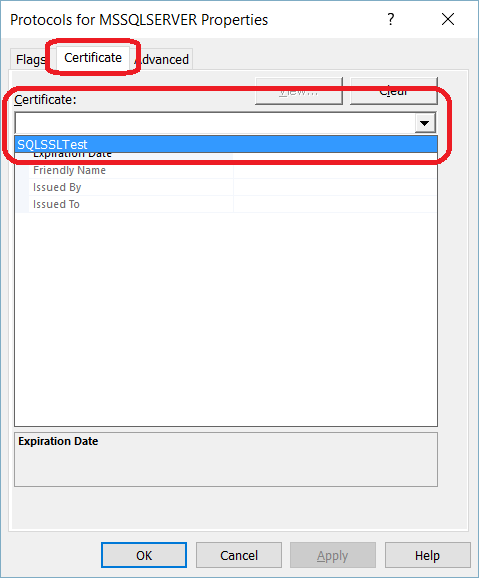 Protocols for MSSQLSERVER Properties
Flags Certificate Advanced
View... Clear
Certificate:
SQLSSLTest
Expiration Date
Friendly Name
Issued By
Issued To
Expiration Date
OK Cancel Apply Help